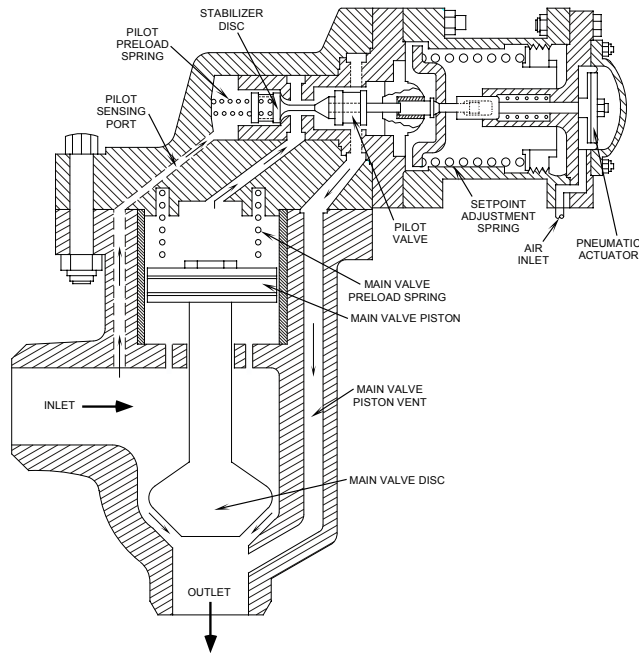 STABILIZER
DISC
PILOT
PRELOAD
SPRING
PILOT
SENSING
PORT
PILOT
VALVE
SETPOINT
ADJUSTMENT
SPRING
AIR
INLET
PNEUMATIC
ACTUATOR
MAIN VALVE
PRELOAD SPRING
MAIN VALVE PISTON
MAIN VALVE
PISTON VENT
INLET
MAIN VALVE DISC
OUTLET